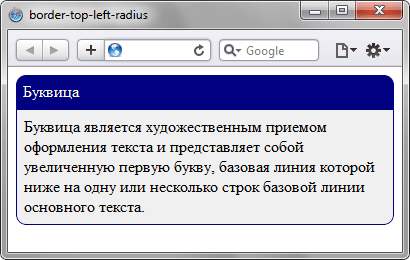 border-top-left-radius
Google
Буквица
Буквица является художественным приемом
оформления текста и представляет собой
увеличенную первую букву, базовая линия которой
ниже на одну или несколько строк базовой линии
основного текста.